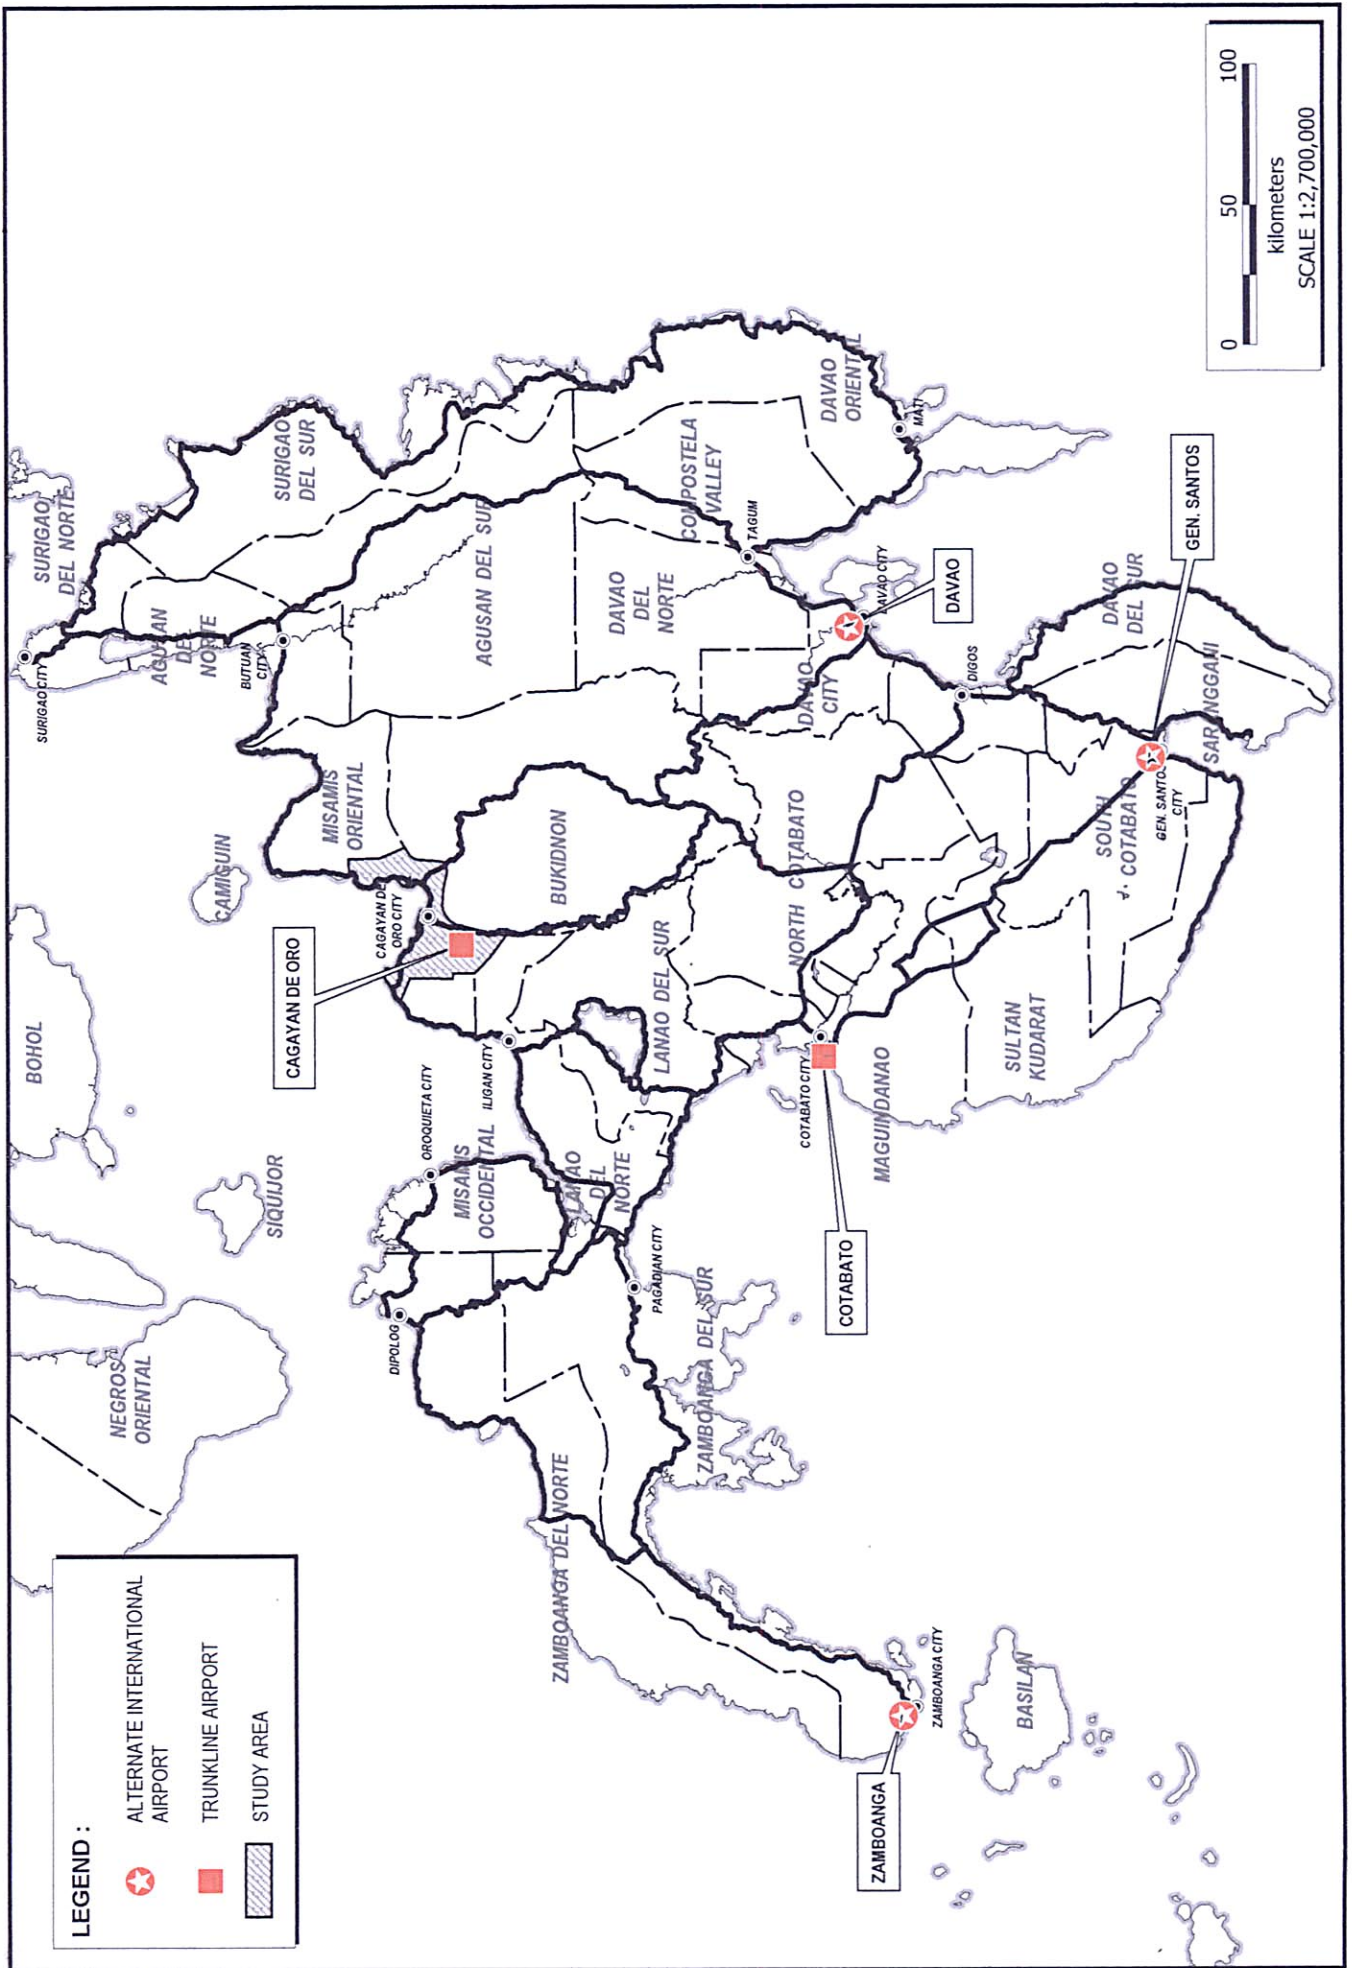 LEGEND :
ALTERNATE INTERNATIONAL
AIRPORT
TRUNKLINE AIRPORT
STUDY AREA
NEGROS
ORIENTAL
SIQUIJOR
BOHOL
CAMIGUIN
SURIGAO CITY
SURIGAO
DEL NORTE
AGUSAN
DEL
NORTE
SURIGAO
DEL SUR
BUTUAN
CITY
MISAMIS
ORIENTAL
CAGAYAN DE ORO
CAGAYAN DE
ORO CITY
DIPOLOG
OROQUIETA CITY
MISAMIS
OCCIDENTAL
ILIGAN CITY
AGUSAN DEL SUR
BUKIDNON
ZAMBOANGA DEL NORTE
LANAO
DEL
NORTE
LANAO DEL SUR
DAVAO
DEL
NORTE
COMPOSTELA
VALLEY
PAGADIAN CITY
ZAMBOANGA DEL SUR
TAGUM
NORTH COTABATO
DAVAO
CITY
DAVAO
ORIENTAL
COTABATO CITY
COTABATO
MAGUINDANAO
DAVAO CITY
DAVAO
MATI
ZAMBOANGA
ZAMBOANGA CITY
DIGOS
SULTAN
KUDARAT
BASILAN
SOUTH
COTABATO
DAVAO
DEL SUR
GEN. SANTOS
CITY
GEN. SANTOS
SARANGGANI
0 50 100
kilometers
SCALE 1:2,700,000